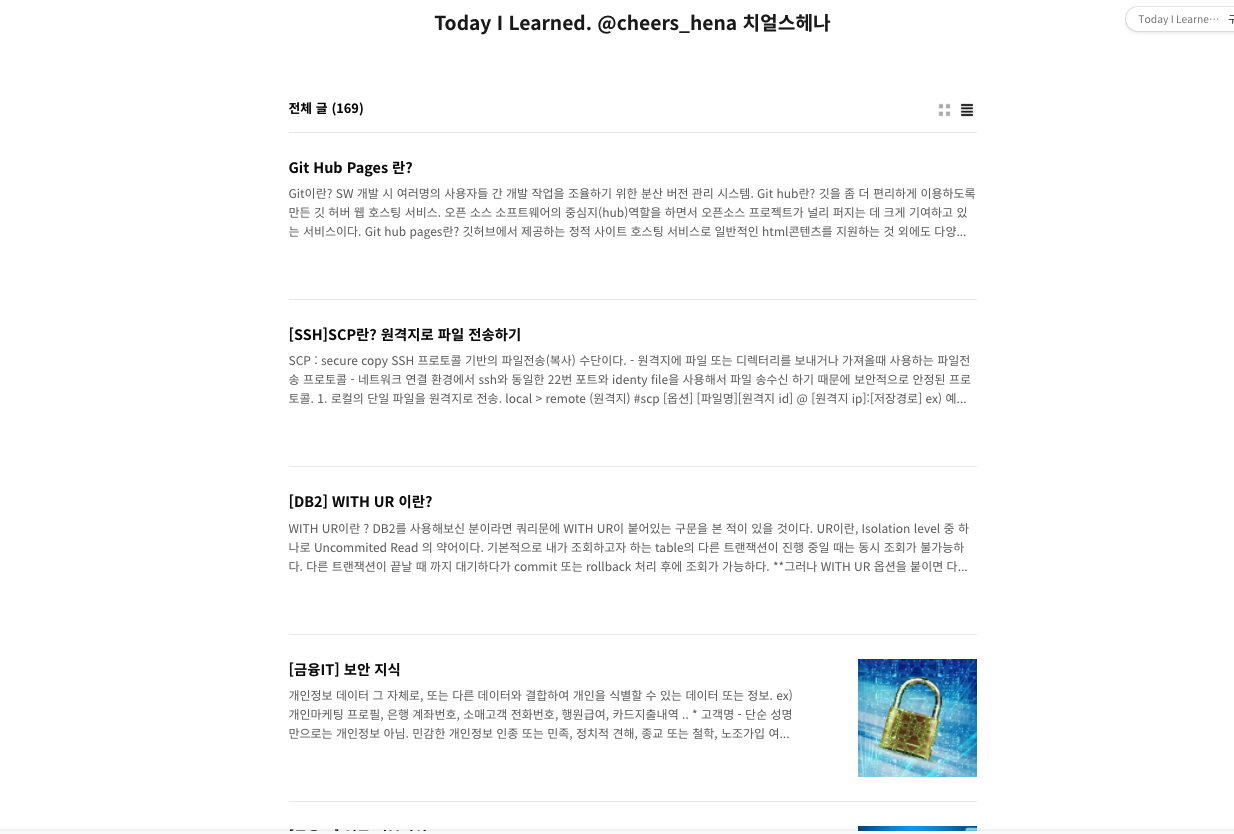 Today I Learned. @cheers_hena 치얼스헤나
Today I Learne···
전체 글 (169)
Git Hub Pages 란?
Git이란? SW 개발 시 여러명의 사용자들 간 개발 작업을 조율하기 위한 분산 버전 관리 시스템. Git hub란? 깃을 좀 더 편리하게 이용하도록
만든 깃 허버 웹 호스팅 서비스. 오픈 소스 소프트웨어의 중심지(hub)역할을 하면서 오픈소스 프로젝트가 널리 퍼지는 데 크게 기여하고 있
는 서비스이다. Git hub pages란? 깃허브에서 제공하는 정적 사이트 호스팅 서비스로 일반적인 html콘텐츠를 지원하는 것 외에도 다양...
[SSH]SCP란? 원격지로 파일 전송하기
SCP : secure copy SSH 프로토콜 기반의 파일전송(복사) 수단이다. - 원격지에 파일 또는 디렉터리를 보내거나 가져올때 사용하는 파일전
송 프로토콜 - 네트워크 연결 환경에서 ssh와 동일한 22번 포트와 identy file을 사용해서 파일 송수신 하기 때문에 보안적으로 안정된 프로
토콜. 1. 로컬의 단일 파일을 원격지로 전송. local > remote (원격지) #scp [옵션] [파일명][원격지 id] @ [원격지 ip]:[저장경로] ex) 예...
[DB2] WITH UR 이란?
WITH UR이란 ? DB2를 사용해보신 분이라면 쿼리문에 WITH UR이 붙어있는 구문을 본 적이 있을 것이다. UR이란, Isolation level 중 하
나로 Uncommited Read 의 약어이다. 기본적으로 내가 조회하고자 하는 table의 다른 트랜잭션이 진행 중일 때는 동시 조회가 불가능하
다. 다른 트랜잭션이 끝날 때 까지 대기하다가 commit 또는 rollback 처리 후에 조회가 가능하다. **그러나 WITH UR 옵션을 붙이면 다...
[금융IT] 보안 지식
개인정보 데이터 그 자체로, 또는 다른 데이터와 결합하여 개인을 식별할 수 있는 데이터 또는 정보. ex)
개인마케팅 프로필, 은행 계좌번호, 소매고객 전화번호, 행원급여, 카드지출내역 .. * 고객명 - 단순 성명
만으로는 개인정보 아님. 민감한 개인정보 인종 또는 민족, 정치적 견해, 종교 또는 철학, 노조가입 여...